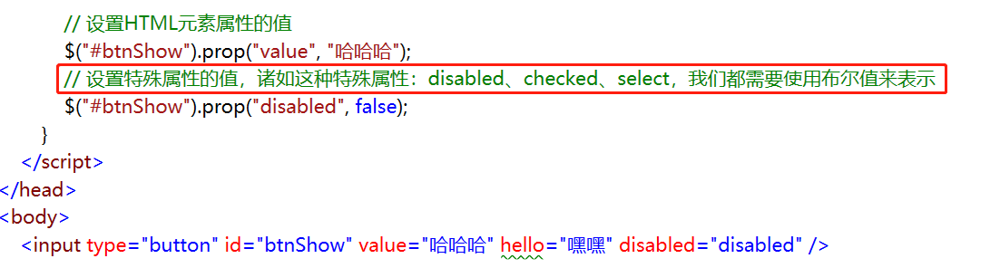 // 设置HTML元素属性的值
$("#btnShow").prop("value", "哈哈哈");
// 设置特殊属性的值，诸如这种特殊属性：disabled、checked、select，我们都需要使用布尔值来表示
$("#btnShow").prop("disabled", false);
}
</script>
</head>
<body>
<input type="button" id="btnShow" value="哈哈哈" hello="嘿嘿" disabled="disabled" />